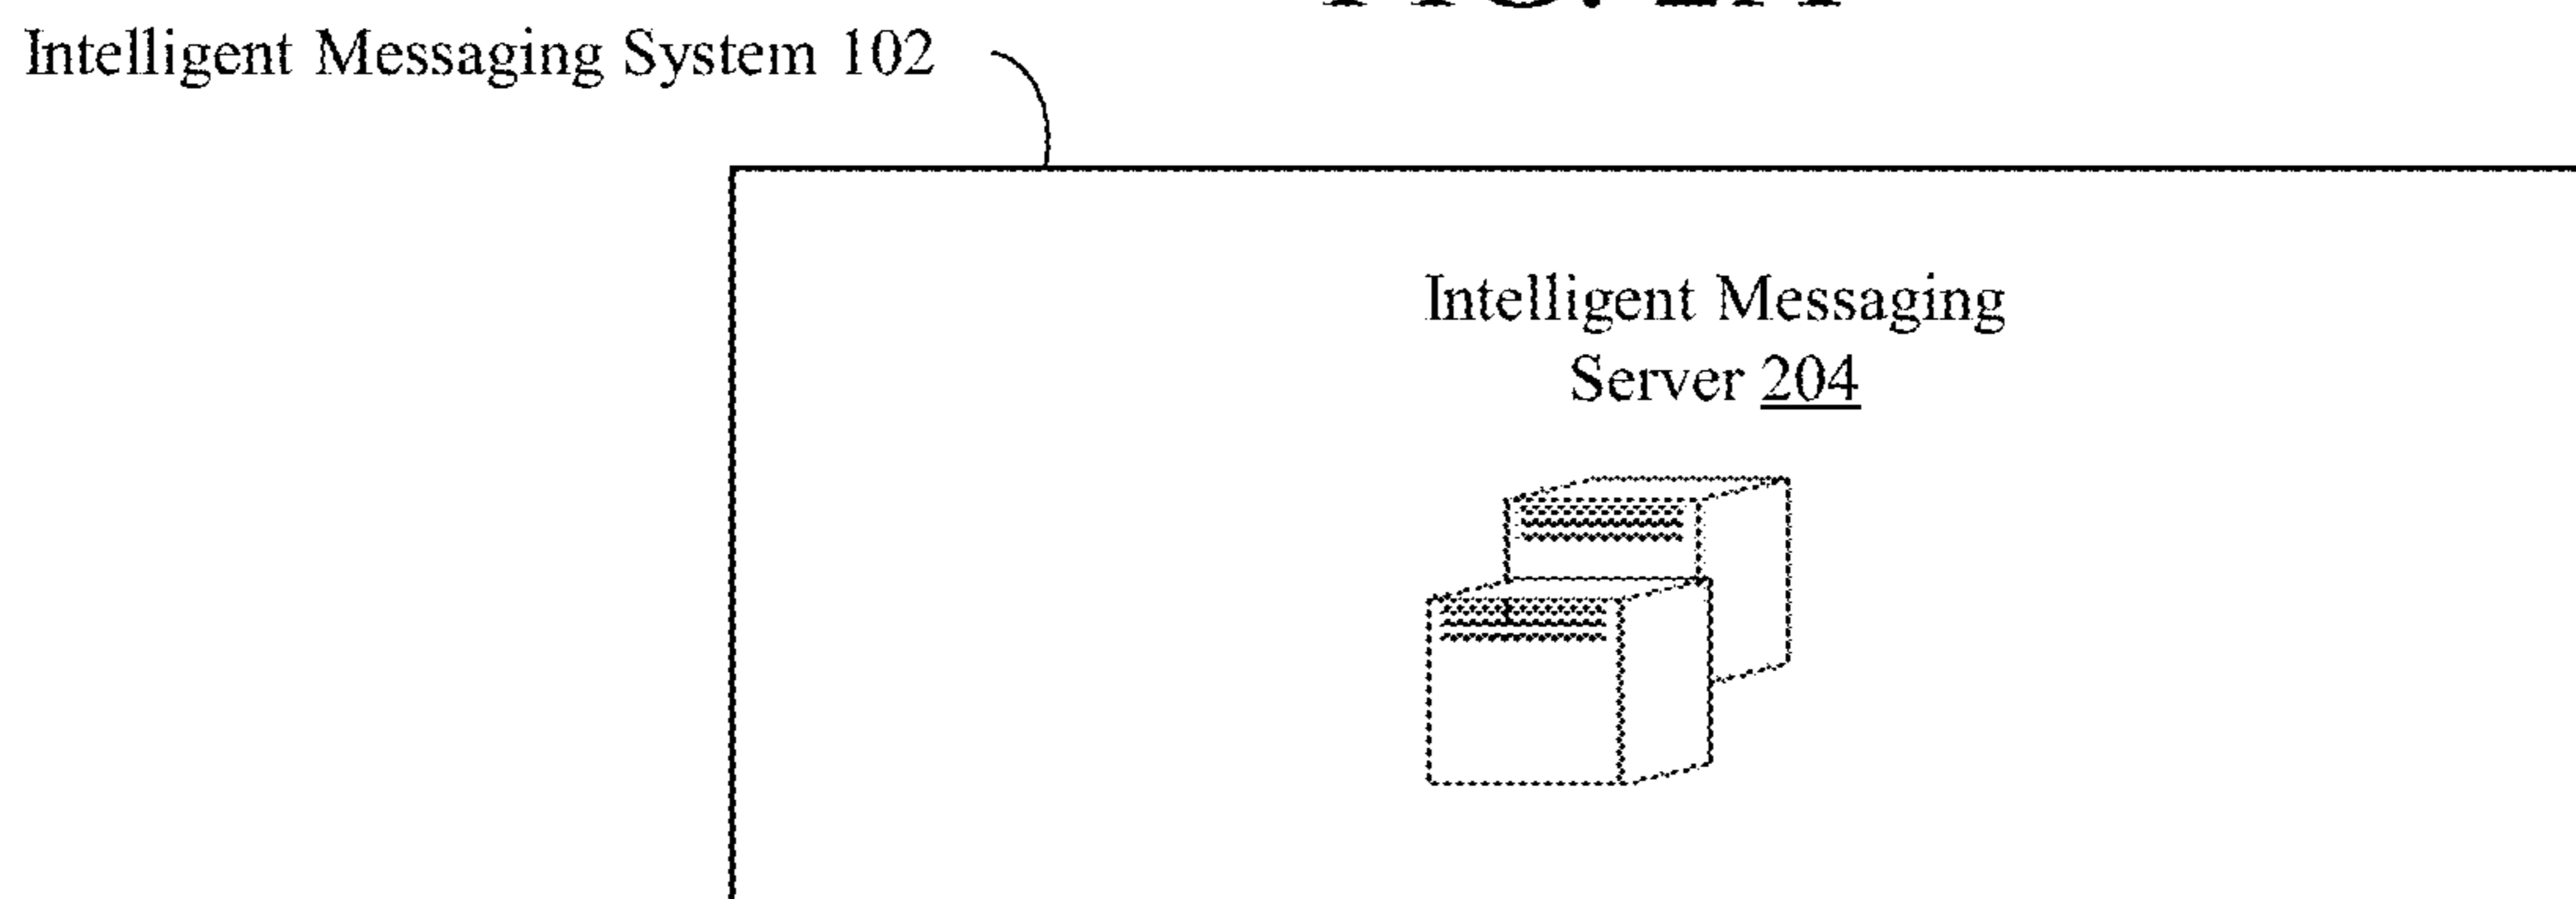 Intelligent Messaging System 102
Intelligent Messaging
Server 204